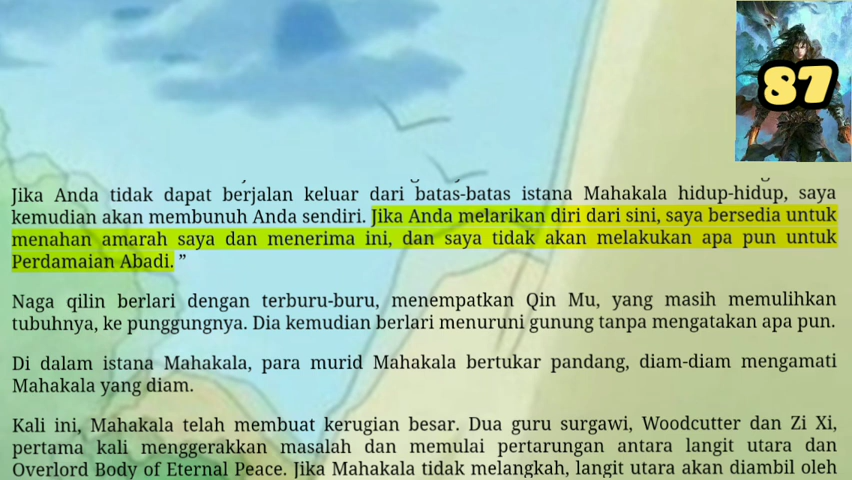 87
Jika Anda tidak dapat berjalan keluar dari batas-batas istana Mahakala hidup-hidup, saya
kemudian akan membunuh Anda sendiri. Jika Anda melarikan diri dari sini, saya bersedia untuk
menahan amarah saya dan menerima ini, dan saya tidak akan melakukan apa pun untuk
Perdamaian Abadi. ”
Naga qilin berlari dengan terburu-buru, menempatkan Qin Mu, yang masih memulihkan
tubuhnya, ke punggungnya. Dia kemudian berlari menuruni gunung tanpa mengatakan apa pun.
Di dalam istana Mahakala, para murid Mahakala bertukar pandang, diam-diam mengamati
Mahakala yang diam.
Kali ini, Mahakala telah membuat kerugian besar. Dua guru surgawi, Woodcutter dan Zi Xi,
pertama kali menggerakkan masalah dan memulai pertarungan antara langit utara dan
Overlord Body of Eternal Peace. Jika Mahakala tidak melangkah, langit utara akan diambil oleh